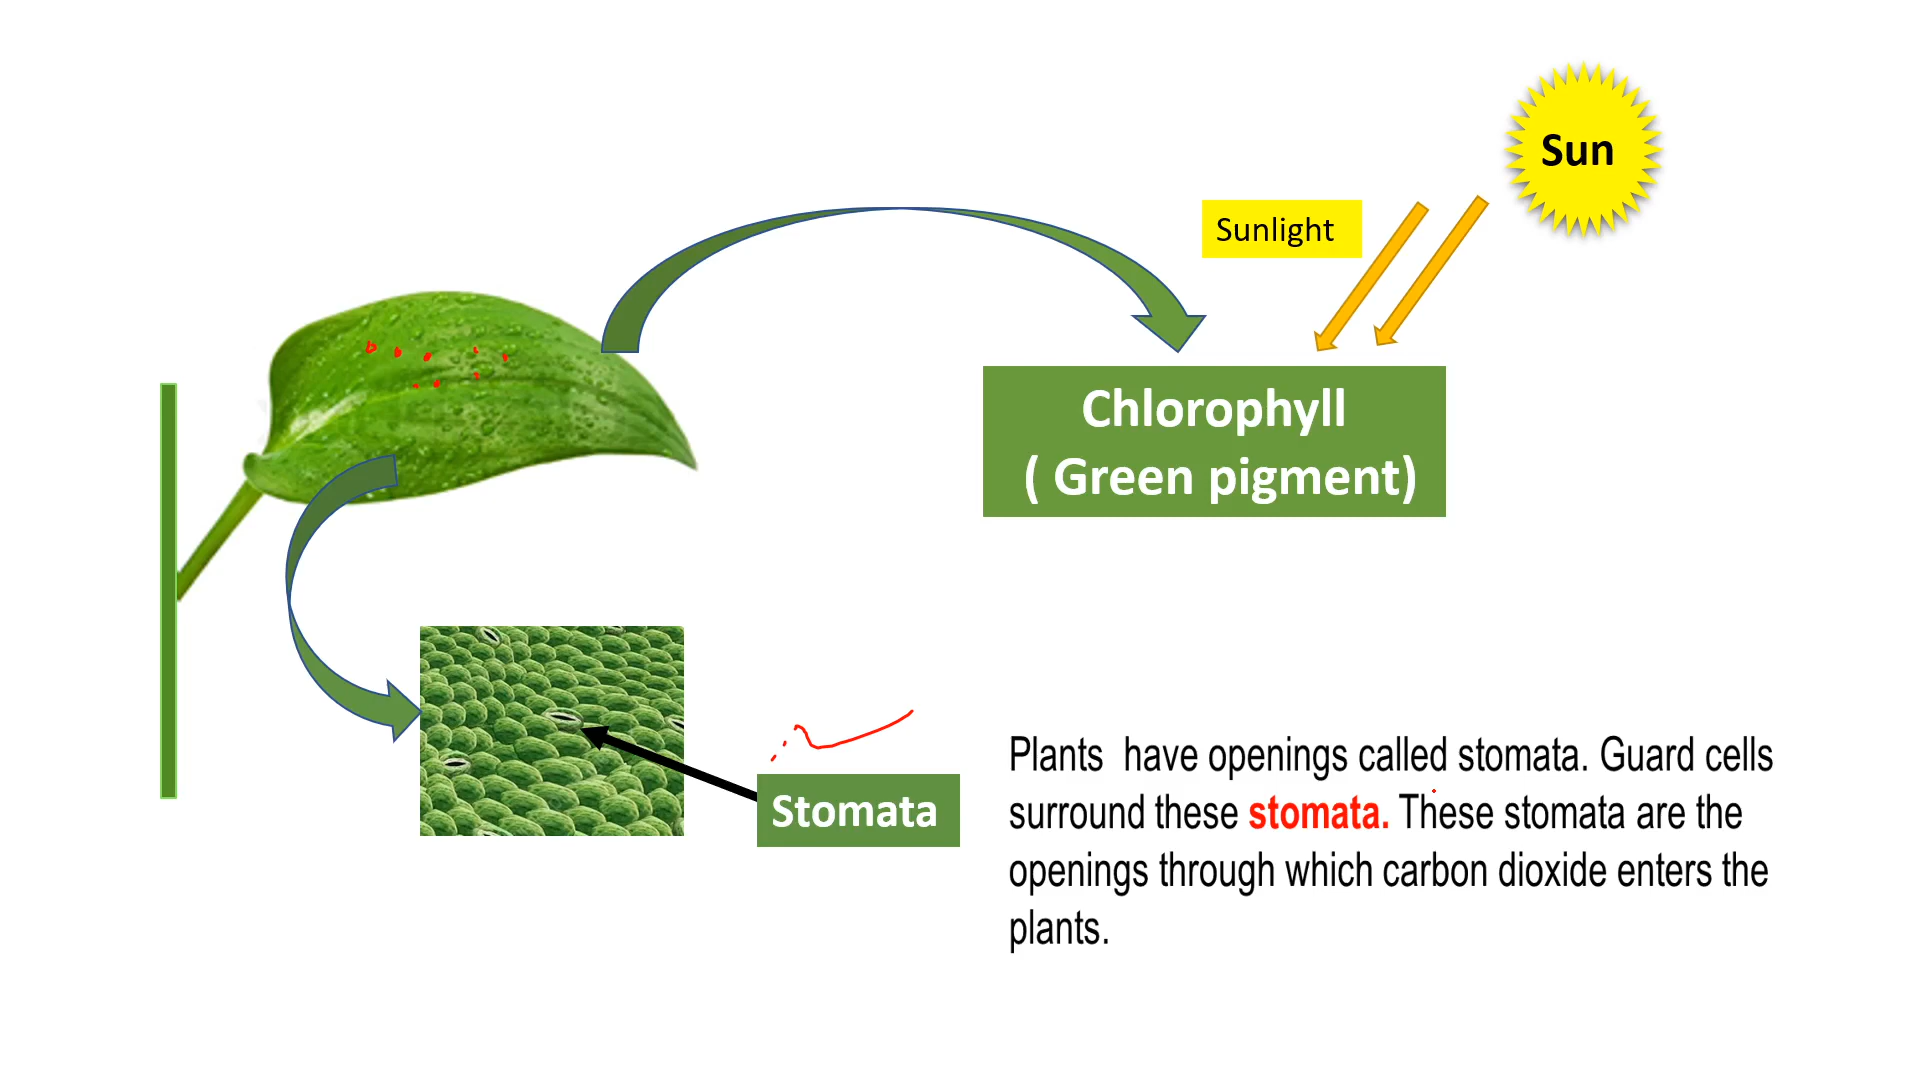 Sun
Sunlight
Chlorophyll
( Green pigment)
Stomata
Plants  have openings called stomata. Guard cells
surround these stomata. These stomata are the
openings through which carbon dioxide enters the
plants.